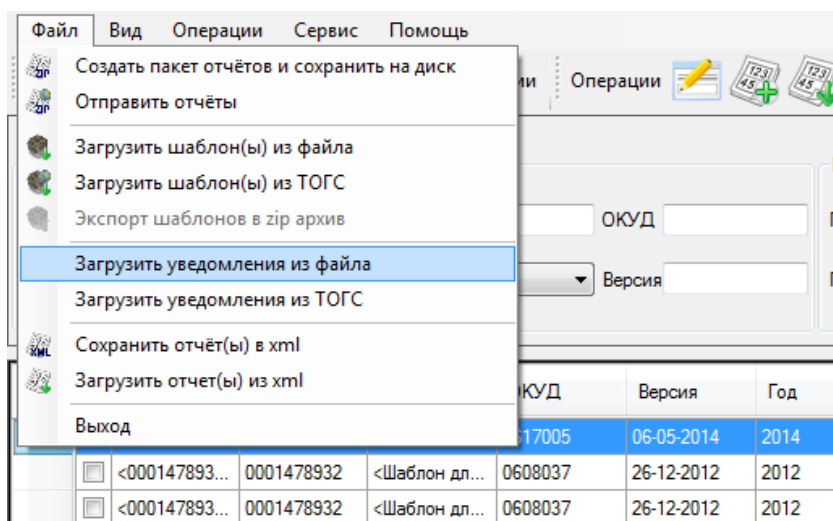 Файл Вид Операции Сервис Помощь
Создать пакет отчётов и сохранить на диск
Отправить отчёты
Операции
Загрузить шаблон(ы) из файла
Загрузить шаблон(ы) из ТОГС
Экспорт шаблонов в zip архив
ОКУД
Загрузить уведомления из файла
Версия
Загрузить уведомления из ТОГС
Сохранить отчёт(ы) в xml
Загрузить отчет(ы) из xml
Выход
КУД Версия Год
17005 06-05-2014 2014
<000147893... 0001478932 <Шаблон дл... 0608037 26-12-2012 2012
<000147893... 0001478932 <Шаблон дл... 0608037 26-12-2012 2012